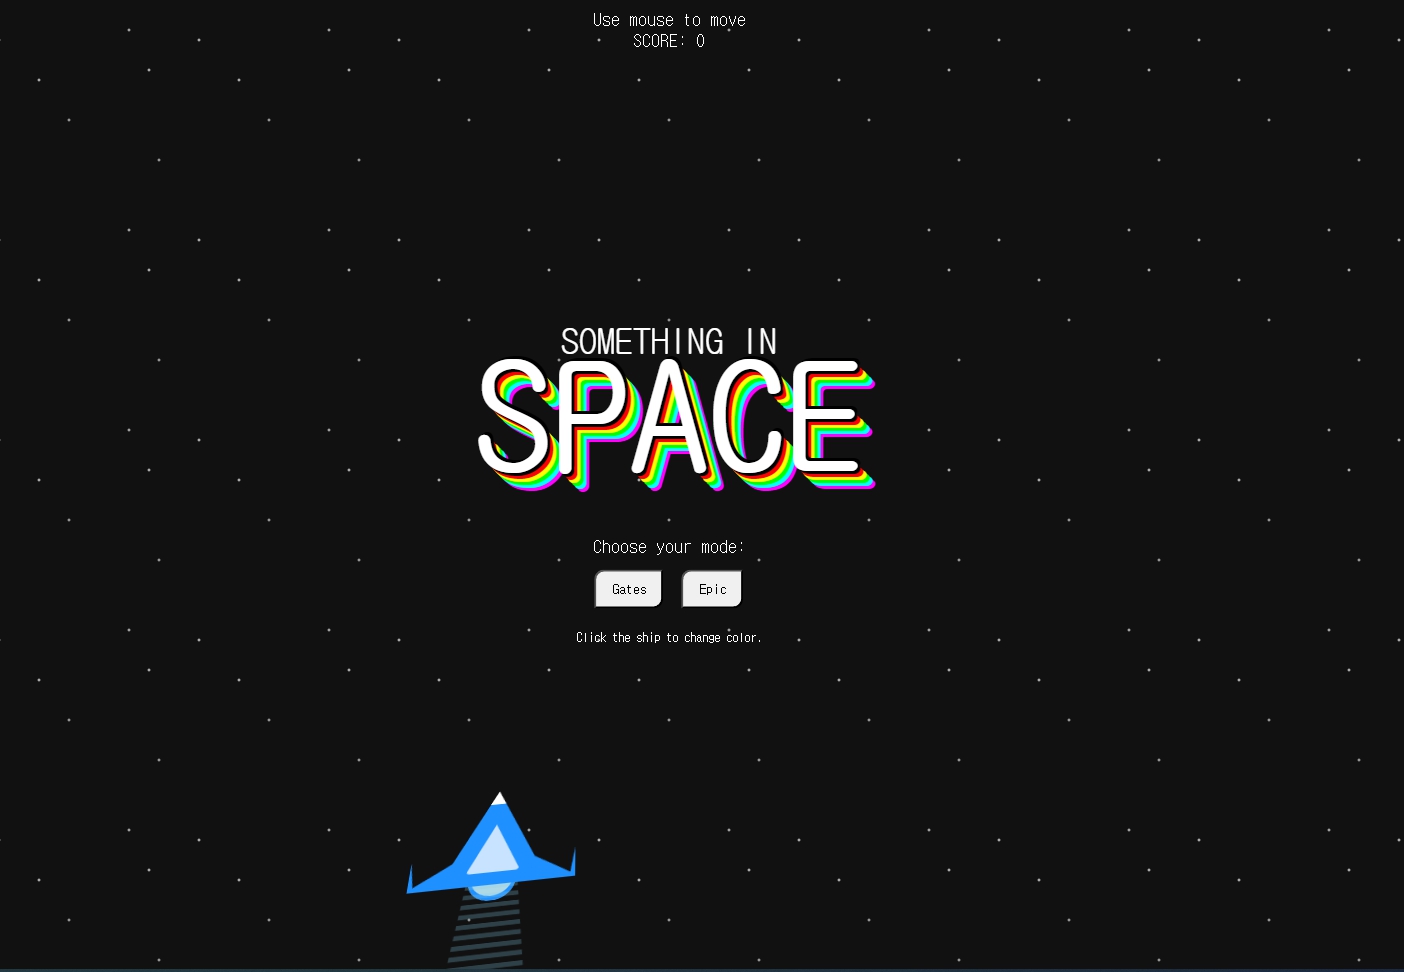 Use mouse to move
SCORE: 0
SOMETHING IN
SPACE
Choose your mode:
Gates Epic
Click the ship to change color.